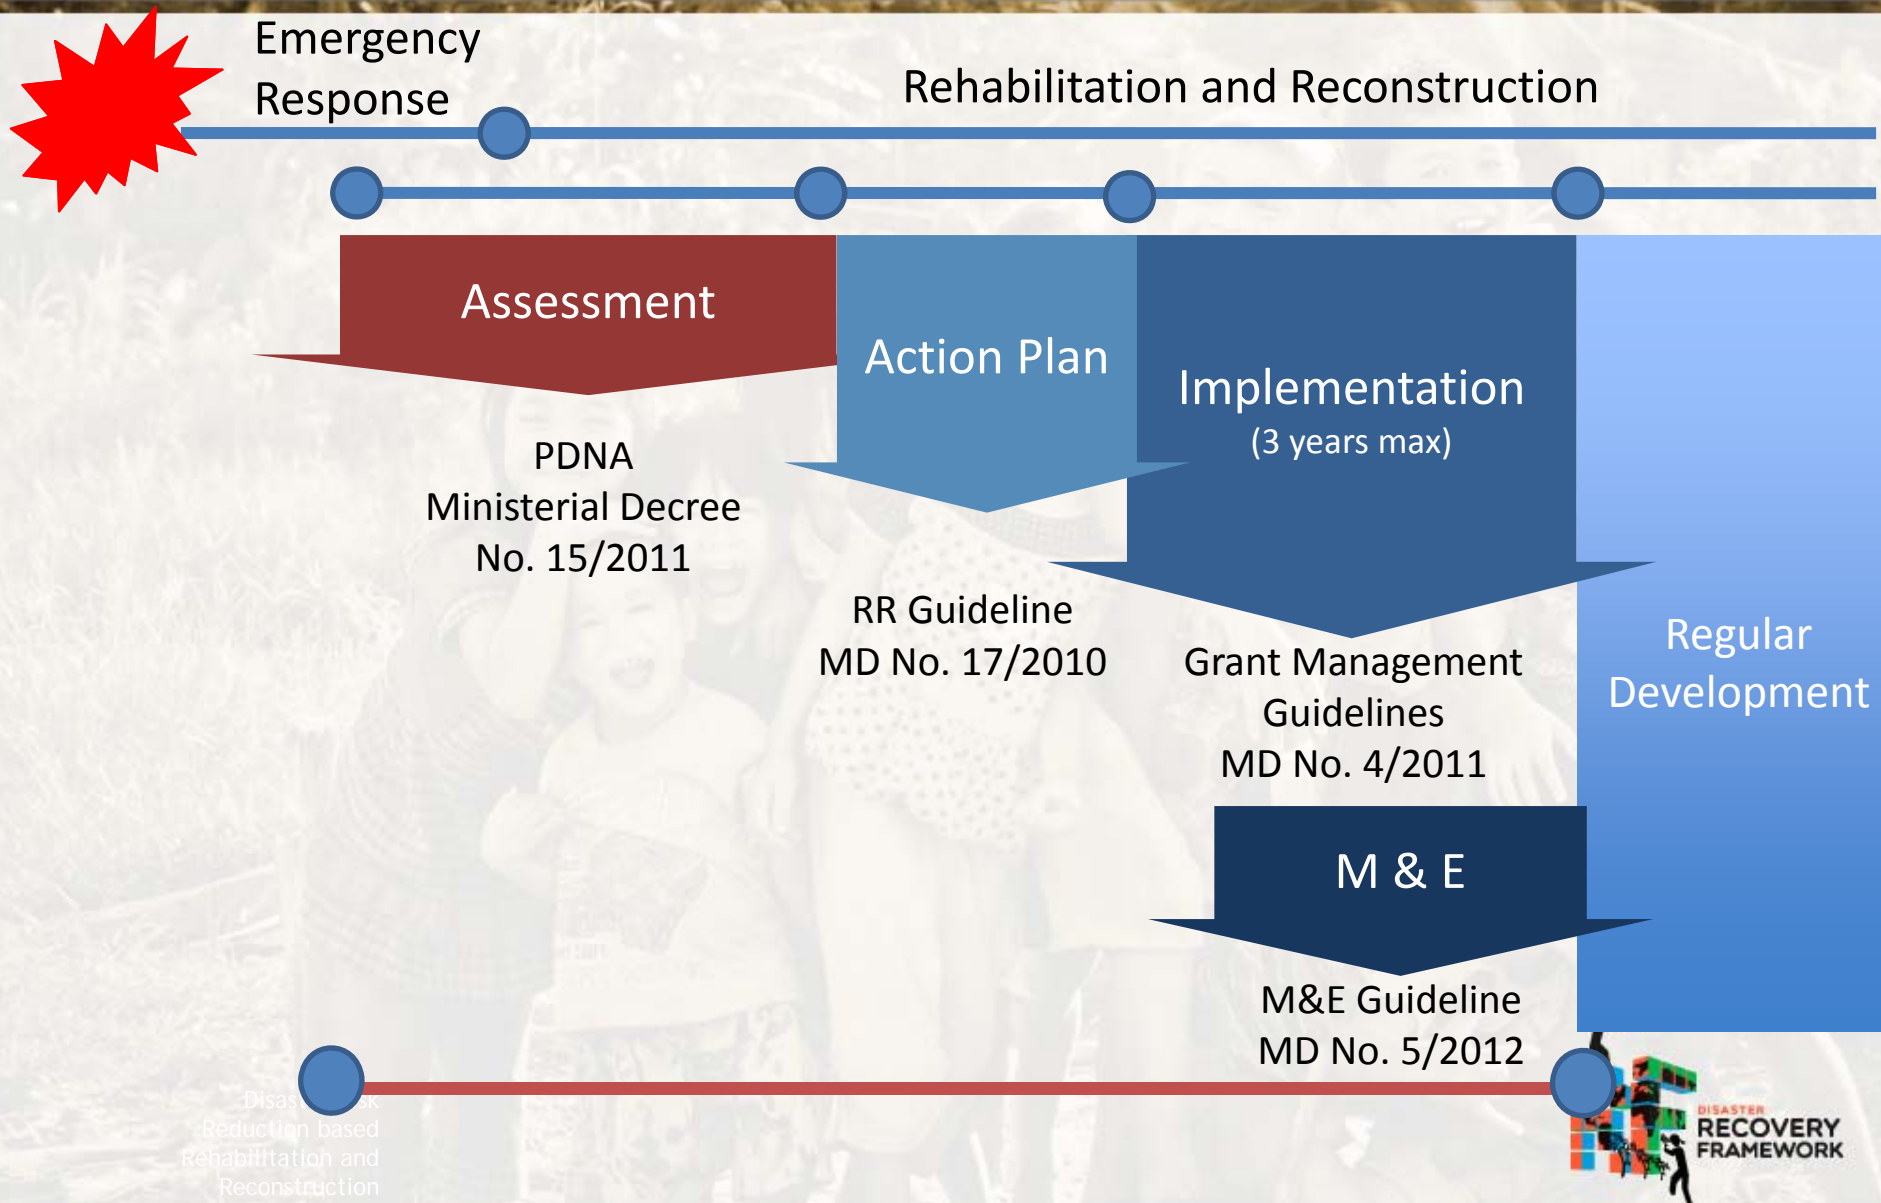 Emergency
Response
Rehabilitation and Reconstruction
Assessment
Action Plan
Implementation
(3 years max)
PDNA
Ministerial Decree
No. 15/2011
RR Guideline
MD No. 17/2010
Grant Management
Guidelines
MD No. 4/2011
Regular
Development
M & E
M&E Guideline
MD No. 5/2012
Reduction based
Rehabilitation and
Reconstruction
DISASTER
RECOVERY
FRAMEWORK